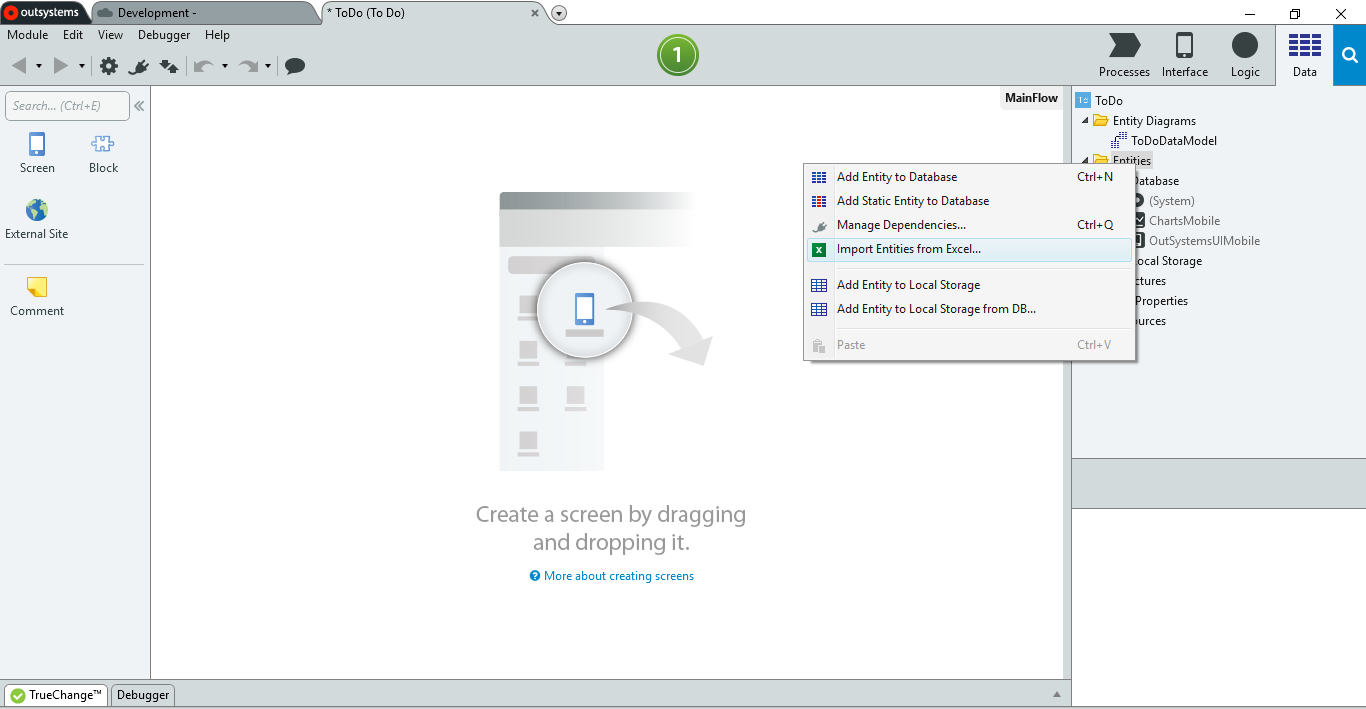 outsystems
Development -
* ToDo (To Do)
Module Edit View Debugger Help
1
Processes Interface Logic Data
Search... (Ctrl+E)
Screen Block
External Site
Comment
MainFlow
Create a screen by dragging
and dropping it.
? More about creating screens
Add Entity to Database Ctrl+N
Add Static Entity to Database
Manage Dependencies... Ctrl+Q
Import Entities from Excel...
Add Entity to Local Storage
Add Entity to Local Storage from DB...
Paste Ctrl+V
To ToDo
Entity Diagrams
ToDoDataModel
Entities
Database
(System)
ChartsMobile
OutSystemsUIMobile
ocal Storage
ctures
Properties
ources
TrueChange™ Debugger